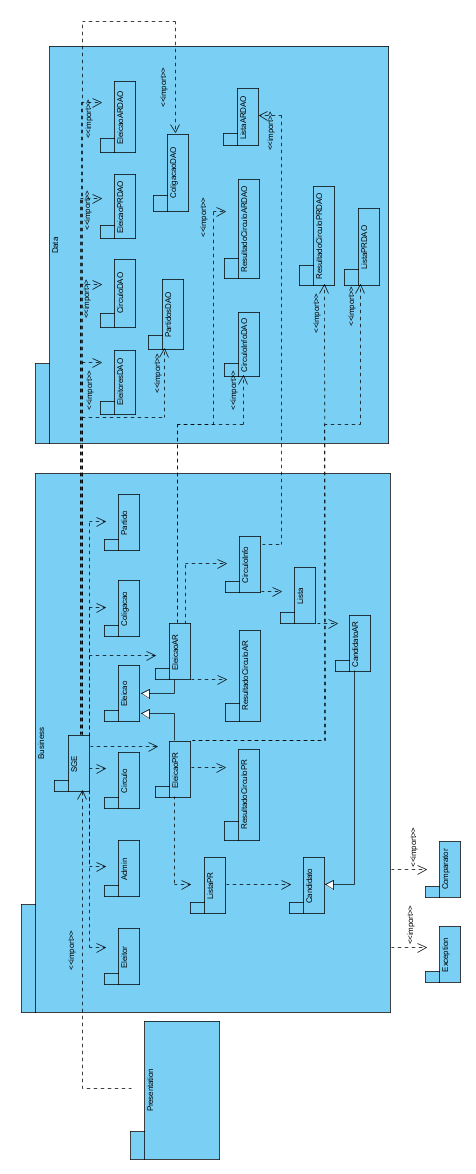 Data
<<import>>
EleicaoARDAO
<<import>>
EleicaoPRDAO
<<import>>
CirculoDAO
<<import>>
EleitoresDAO
<<import>>
ColigacaoDAO
<<import>>
PartidosDAO
<<import>>
ListaARDAO
<<import>>
ResultadoCirculoARDAO
<<import>>
CirculoInfoDAO
<<import>>
ResultadoCirculoPRDAO
<<import>>
ListaPRDAO
Business
SGE
Partido
Coligacao
Eleicao
Circulo
Admin
Eleitor
EleicaoAR
EleicaoPR
CirculoInfo
ResultadoCirculoAR
ResultadoCirculoPR
ListaPR
Lista
CandidatoAR
Candidato
<<import>>
Comparator
<<import>>
Exception
<<import>>
Presentation